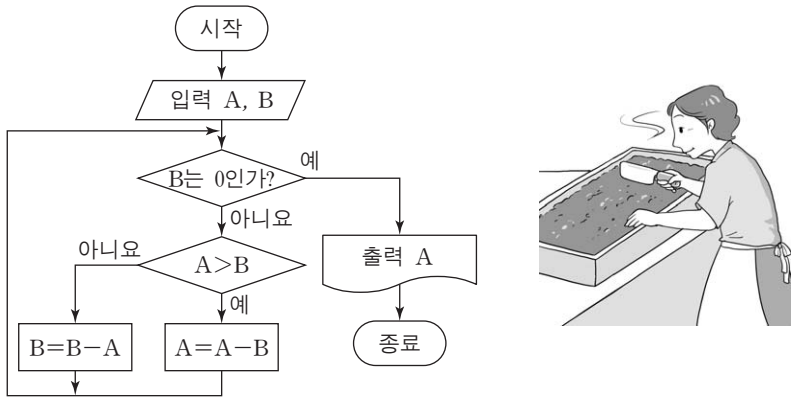 시작
입력 A, B
B는 0인가?
예
아니요
A>B
아니요
예
B=B-A
A=A-B
출력 A
종료